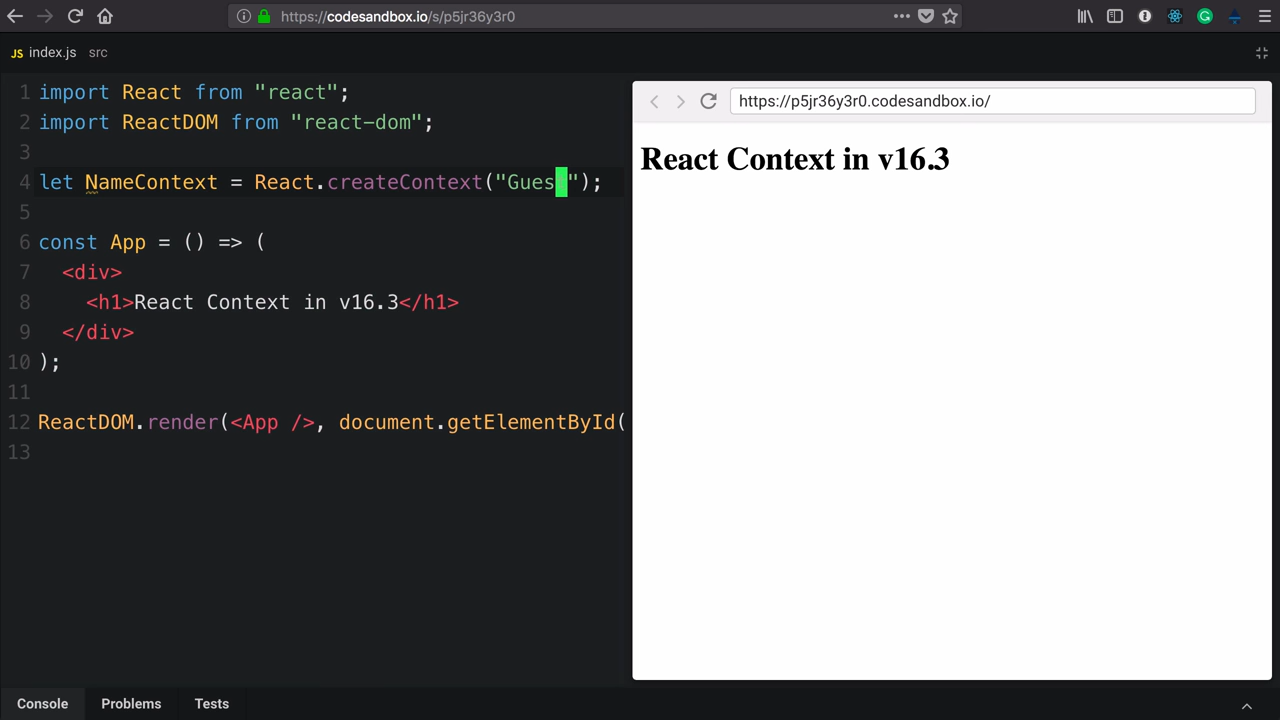 https://codesandbox.io/s/p5jr36y3r0
JS index.js src
1 import React from "react";
2 import ReactDOM from "react-dom";
3
4 let NameContext = React.createContext("Guest");
5
6 const App = () => (
7 <div>
8 <h1>React Context in v16.3</h1>
9 </div>
10 );
11
12 ReactDOM.render(<App />, document.getElementById(
13
https://p5jr36y3r0.codesandbox.io/
React Context in v16.3
Console Problems Tests